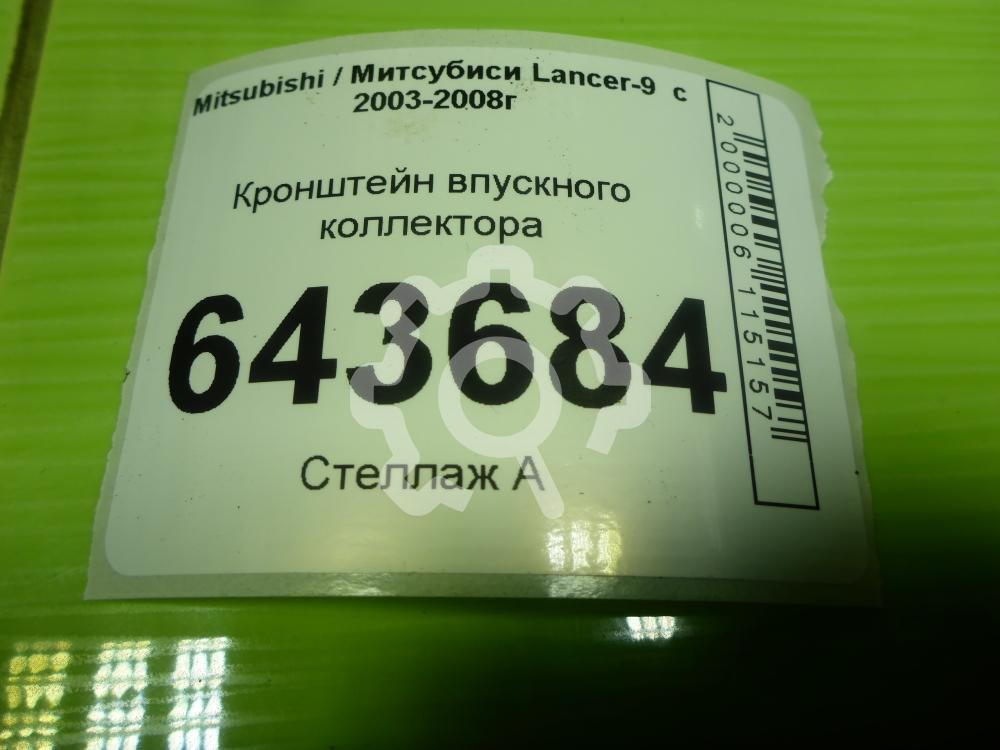 Mitsubishi / Митсубиси Lancer-9 с
2003-2008г
Кронштейн впускного
коллектора
643684
Стеллаж А
2000006115157